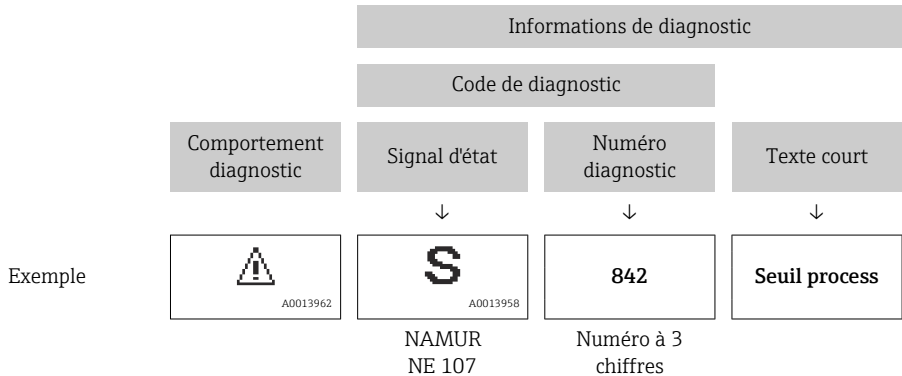 Informations de diagnostic
Code de diagnostic
Comportement
diagnostic
Signal d'état
Numéro
diagnostic
Texte court
↓
↓
↓
Exemple
A0013962
S
A0013958
842
Seuil process
NAMUR
NE 107
Numéro à 3
chiffres